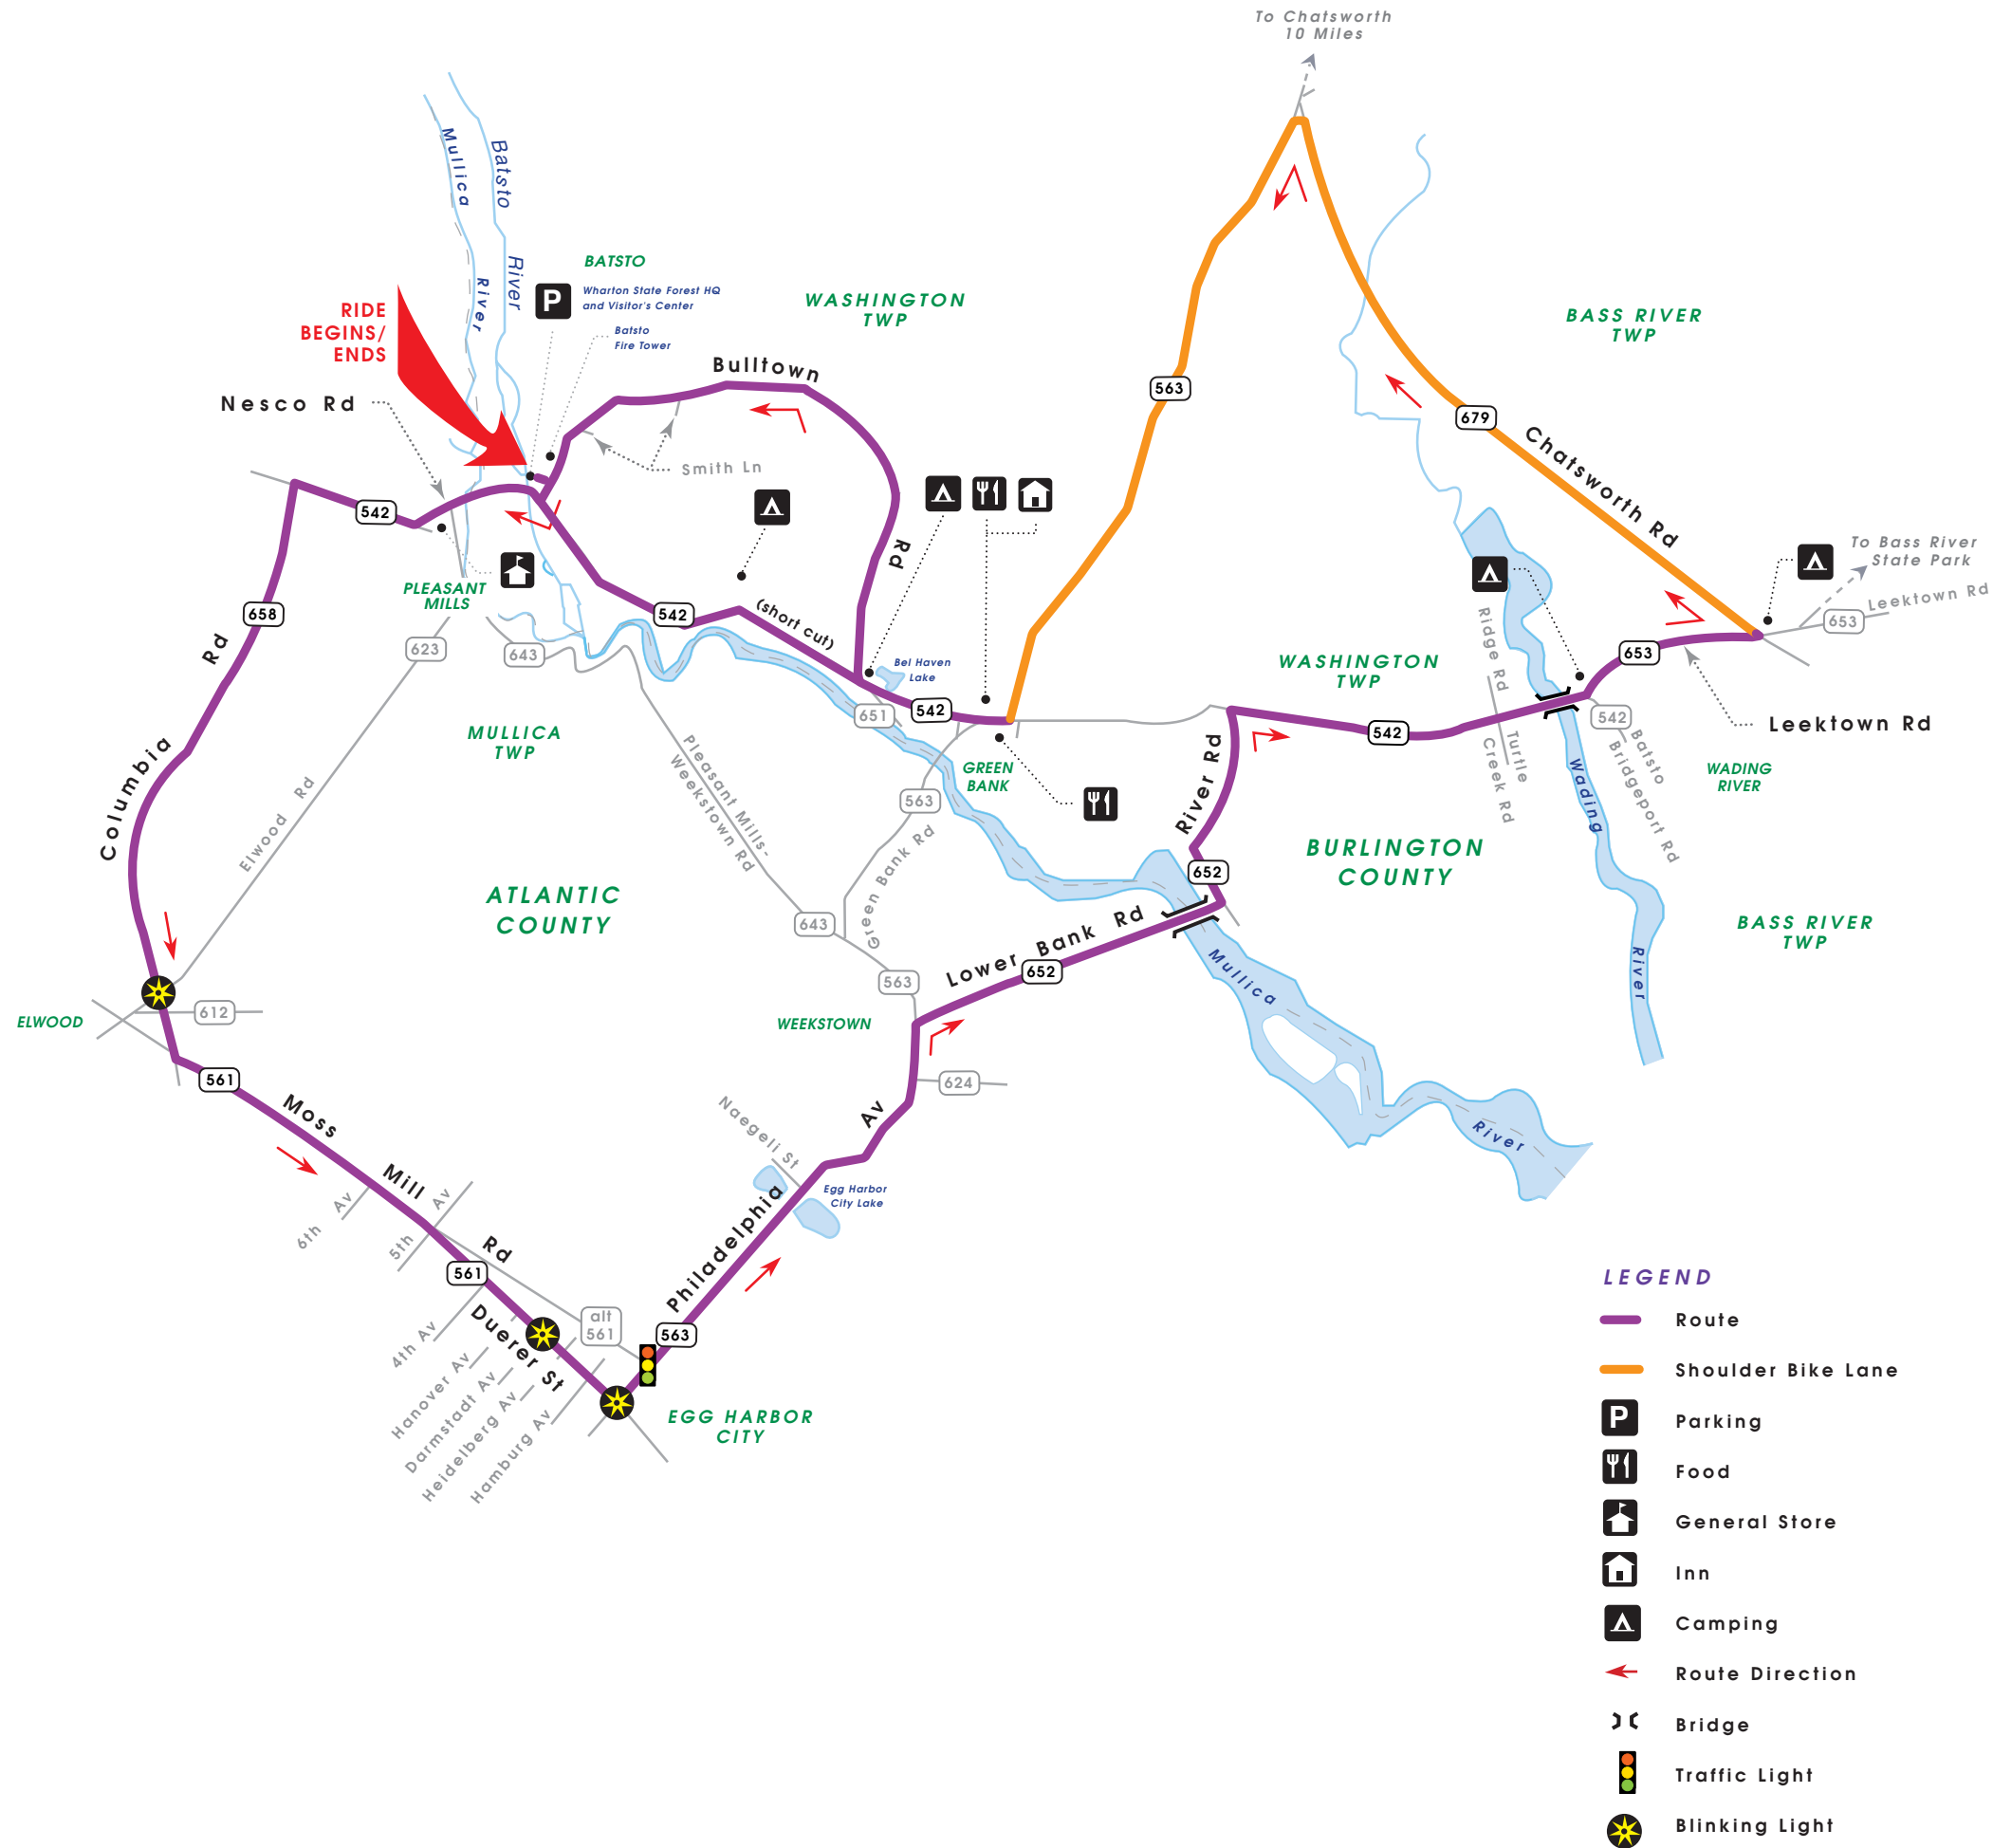 To Chatsworth
10 Miles
Mullica
River
Batsto
River
BATSTO
Wharton State Forest HQ
and Visitor's Center
Batsto
Fire Tower
P
WASHINGTON
TWP
BASS RIVER
TWP
RIDE
BEGINS/
ENDS
Nesco Rd
Bulltown
Rd
Smith Ln
563
679
Chatsworth Rd
542
PLEASANT
MILLS
658
Columbia
Rd
623
643
542
(short cut)
Bel Haven
Lake
651
542
To Bass River
State Park
Leektown Rd
653
653
Leektown Rd
WASHINGTON
TWP
Ridge Rd
Turtle
Creek Rd
542
542
Batsto
Bridgeport Rd
WADING
RIVER
Wading
River
MULLICA
TWP
Pleasant Mills-
Weekstown Rd
GREEN
BANK
563
Green Bank Rd
River Rd
652
BURLINGTON
COUNTY
BASS RIVER
TWP
Elwood Rd
ATLANTIC
COUNTY
643
563
Lower Bank Rd
652
Mullica
River
ELWOOD
612
WEEKSTOWN
624
561
Moss
Mill
Rd
Naegeli St
Av
Philadelphia
Egg Harbor
City Lake
6th Av
5th Av
561
Duerer St
alt
561
563
4th Av
Hanover Av
Darmstadt Av
Heidelberg Av
Hamburg Av
EGG HARBOR
CITY
LEGEND
Route
Shoulder Bike Lane
P Parking
Food
General Store
Inn
Camping
Route Direction
Bridge
Traffic Light
Blinking Light